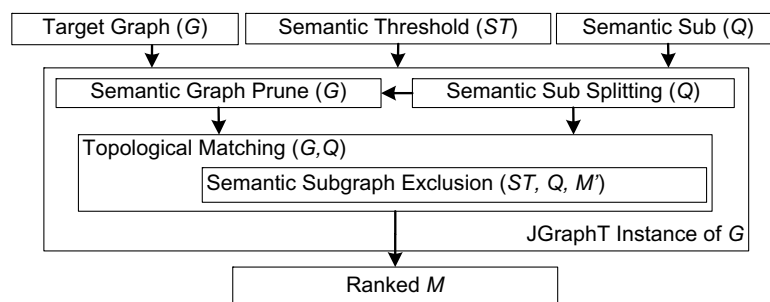 Target Graph (G)
Semantic Threshold (ST)
Semantic Sub (Q)
Semantic Graph Prune (G)
Semantic Sub Splitting (Q)
Topological Matching (G,Q)
Semantic Subgraph Exclusion (ST, Q, M’)
JGraphT Instance of G
Ranked M